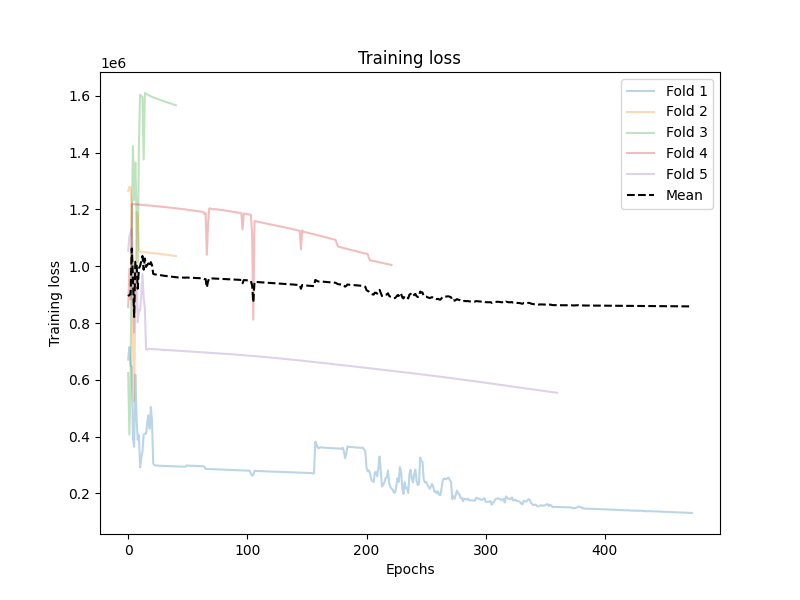 Training loss
1e6
Fold 1
Fold 2
Fold 3
Fold 4
Fold 5
Mean
1.6
1.4
1.2
1.0
0.8
0.6
0.4
0.2
Training loss
0 100 200 300 400
Epochs